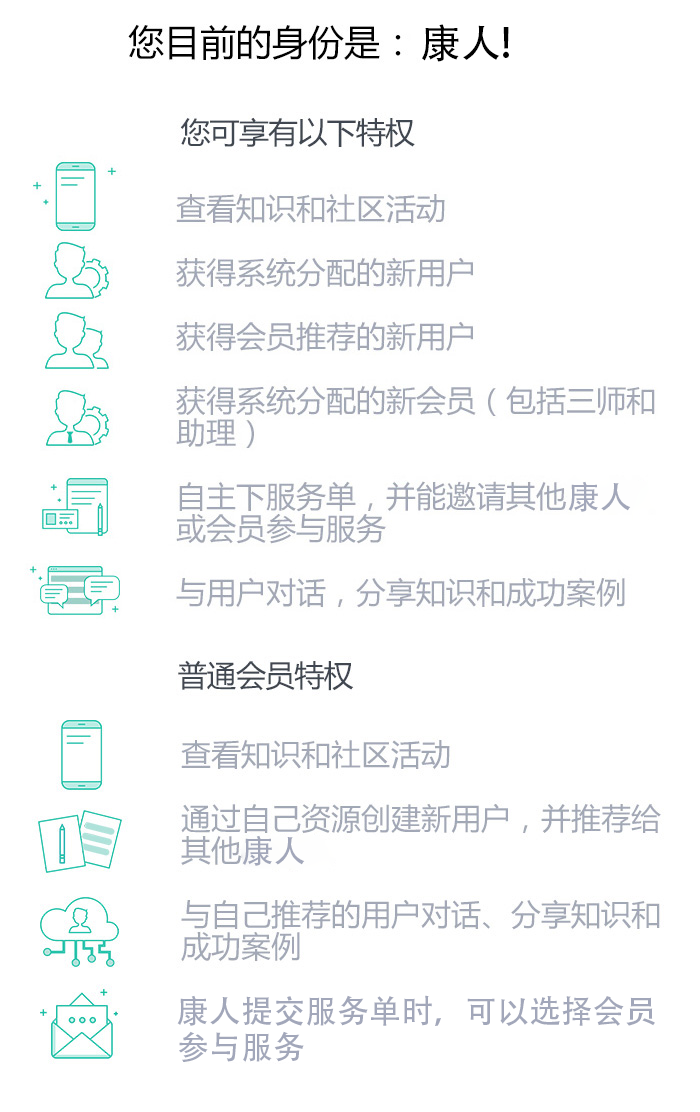 您目前的身份是：康人!
您可享有以下特权
查看知识和社区活动
获得系统分配的新用户
获得会员推荐的新用户
获得系统分配的新会员（包括三师和
助理）
自主下服务单，并能邀请其他康人
或会员参与服务
与用户对话，分享知识和成功案例
普通会员特权
查看知识和社区活动
通过自己资源创建新用户，并推荐给
其他康人
与自己推荐的用户对话、分享知识和
成功案例
康人提交服务单时，可以选择会员
参与服务